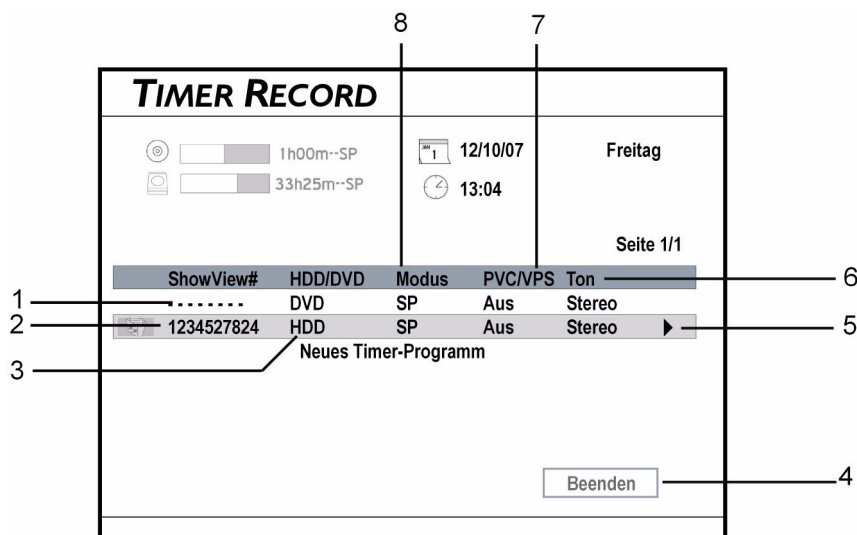 8 7
TIMER RECORD
1h00m--SP
JAN 1 12/10/07 Freitag
33h25m--SP
13:04
Seite 1/1
ShowView# HDD/DVD Modus PVC/VPS Ton 6
1 - - - - - - - DVD SP Aus Stereo
2 1234527824 HDD SP Aus Stereo 5
3 Neues Timer-Programm
Beenden 4